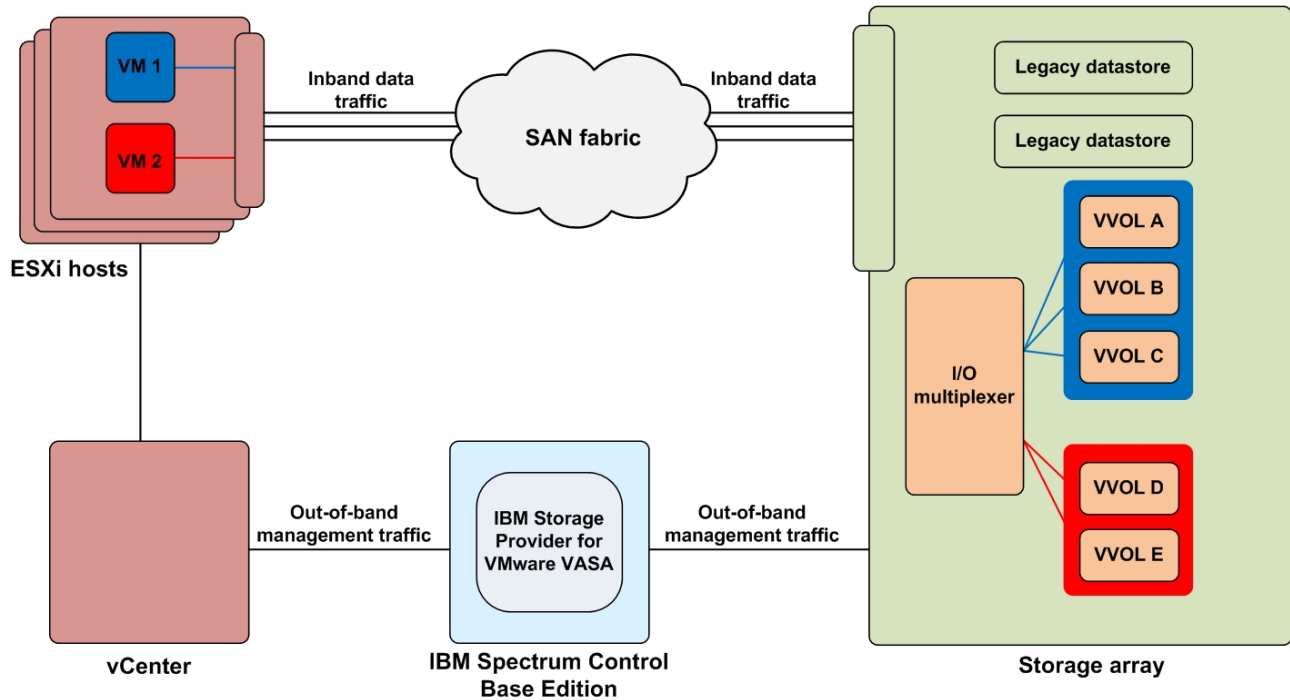 VM 1
VM 2
ESXi hosts
Inband data
traffic
SAN fabric
Inband data
traffic
Legacy datastore
Legacy datastore
VVOL A
VVOL B
VVOL C
I/O
multiplexer
VVOL D
VVOL E
Out-of-band
management traffic
IBM Storage
Provider for
VMware VASA
Out-of-band
management traffic
vCenter
IBM Spectrum Control
Base Edition
Storage array